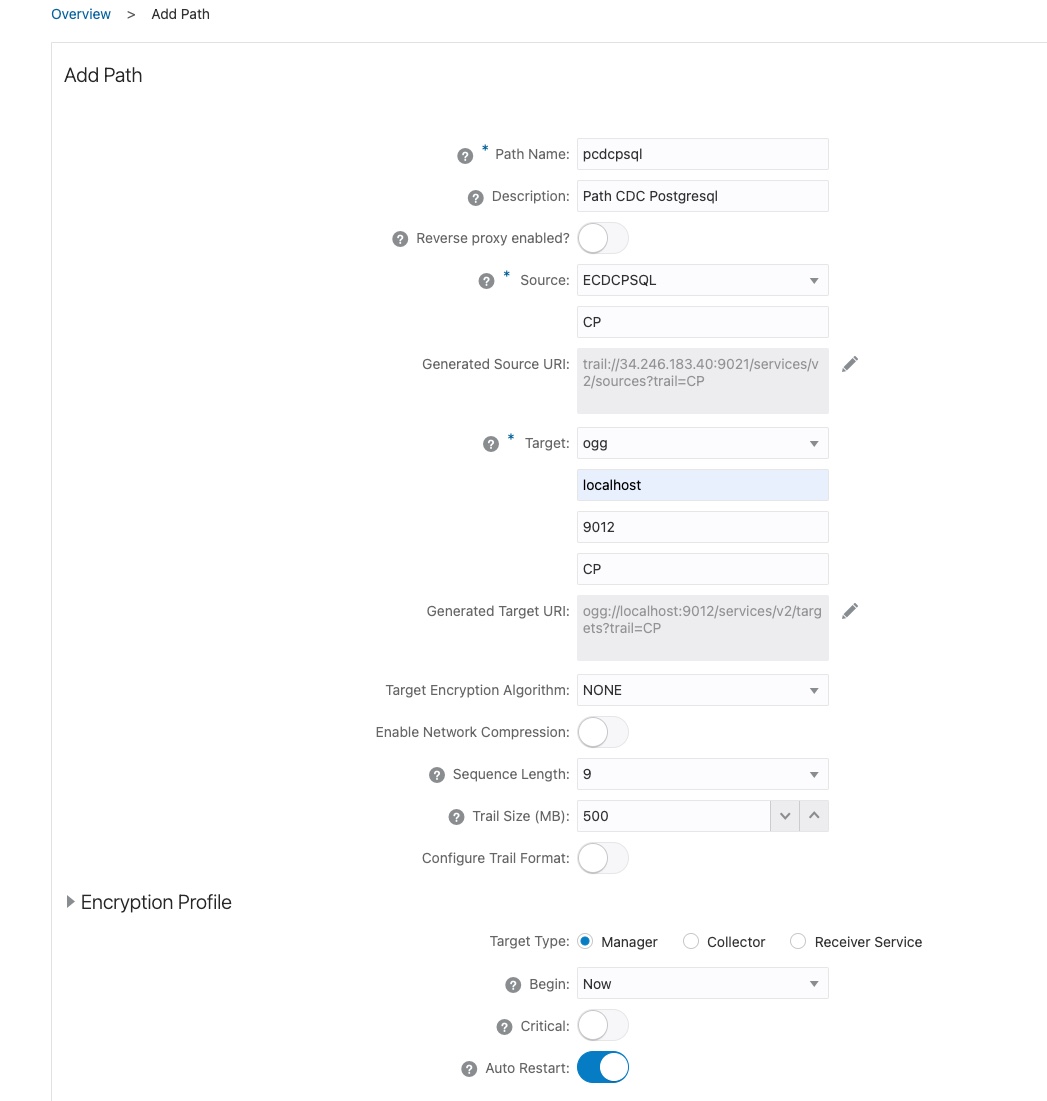 Overview > Add Path
Add Path
? * Path Name: pcdcpsql
? Description: Path CDC Postgresql
? Reverse proxy enabled?
? * Source: ECDCPSQL
CP
Generated Source URI: trail://34.246.183.40:9021/services/v
2/sources?trail=CP
? * Target: ogg
localhost
9012
CP
Generated Target URI: ogg://localhost:9012/services/v2/targ
ets?trail=CP
Target Encryption Algorithm: NONE
Enable Network Compression:
? Sequence Length: 9
? Trail Size (MB): 500
Configure Trail Format:
Encryption Profile
Target Type: Manager Collector Receiver Service
? Begin: Now
? Critical:
? Auto Restart: